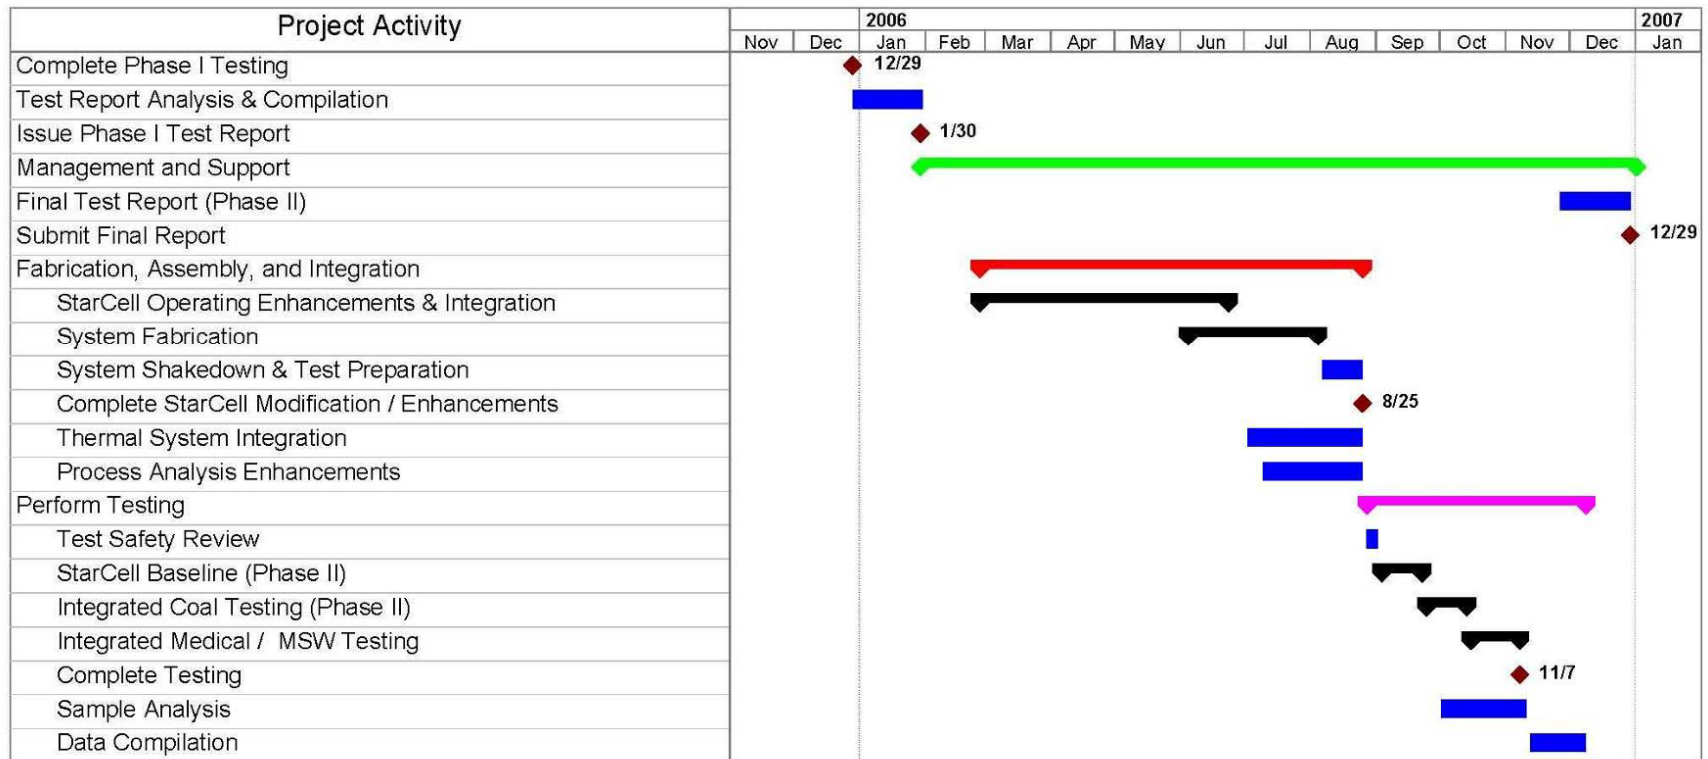 Project Activity
2006 2007
Nov Dec Jan Feb Mar Apr May Jun Jul Aug Sep Oct Nov Dec Jan
Complete Phase I Testing 12/29
Test Report Analysis & Compilation
Issue Phase I Test Report 1/30
Management and Support
Final Test Report (Phase II)
Submit Final Report 12/29
Fabrication, Assembly, and Integration
StarCell Operating Enhancements & Integration
System Fabrication
System Shakedown & Test Preparation
Complete StarCell Modification / Enhancements 8/25
Thermal System Integration
Process Analysis Enhancements
Perform Testing
Test Safety Review
StarCell Baseline (Phase II)
Integrated Coal Testing (Phase II)
Integrated Medical / MSW Testing
Complete Testing 11/7
Sample Analysis
Data Compilation